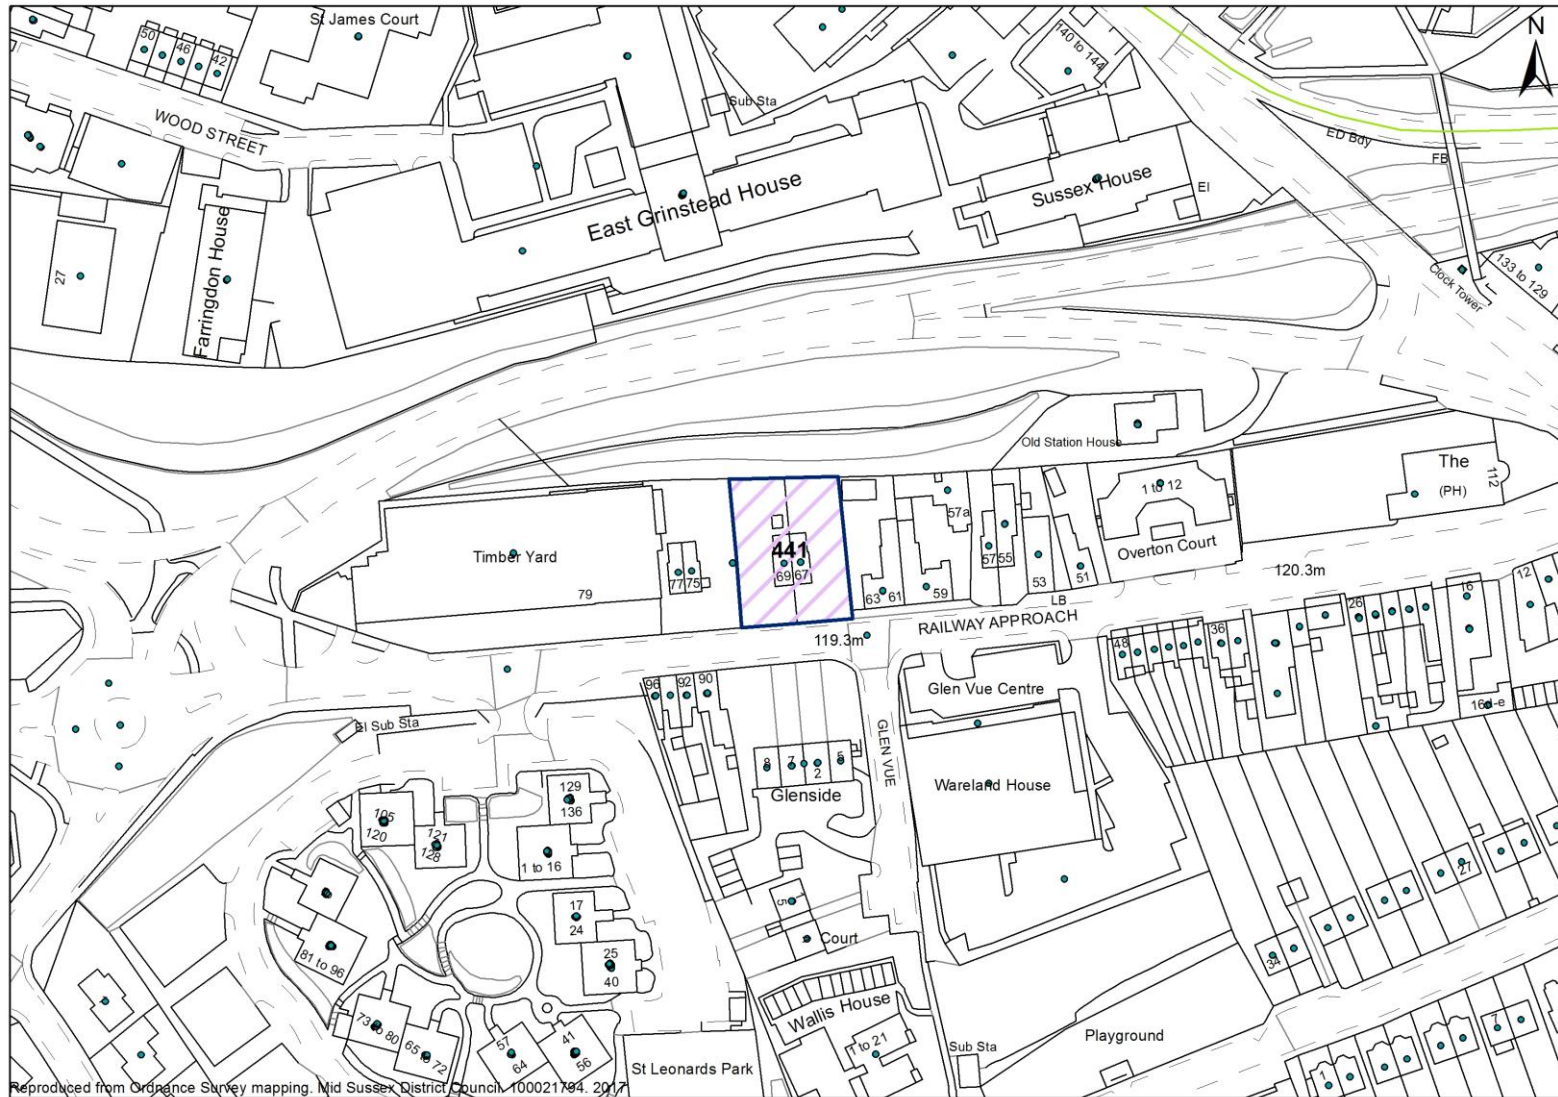 St James Court
50
46
42
140 to 144
N
Sub Sta
WOOD STREET
ED Bdy
FB
East Grinstead House
Sussex House
El
27
Farringdon House
Clock Tower
133 to 129
Old Station House
The
(PH)
112
1 to 12
57a
Timber Yard
441
Overton Court
77
75
69
67
57
55
53
51
120.3m
79
63
61
59
LB
16
12
26
RAILWAY APPROACH
119.3m
36
48
96
92
90
Glen Vue Centre
16d-e
El Sub Sta
GLEN VUE
8
7
2
5
Wareland House
Glenside
129
136
105
120
121
128
1 to 16
27
17
24
5
Court
25
40
81 to 96
34
Wallis House
73 to 80
65 to 72
57
64
41
56
1 to 21
Playground
7
Sub Sta
St Leonards Park
1
Reproduced from Ordnance Survey mapping. Mid Sussex District Council. 100021794. 2017